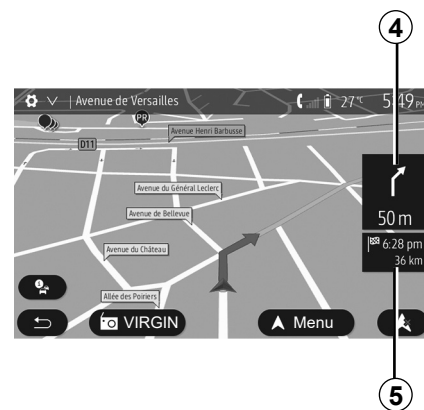 4
Avenue de Versailles
27°C
5:49 PM
PR
Avenue Henri Barbusse
D11
Avenue du Général Leclerc
Avenue de Bellevue
50 m
6:28 pm
36 km
Avenue du Château
Allée des Poiriers
VIRGIN
Menu
5